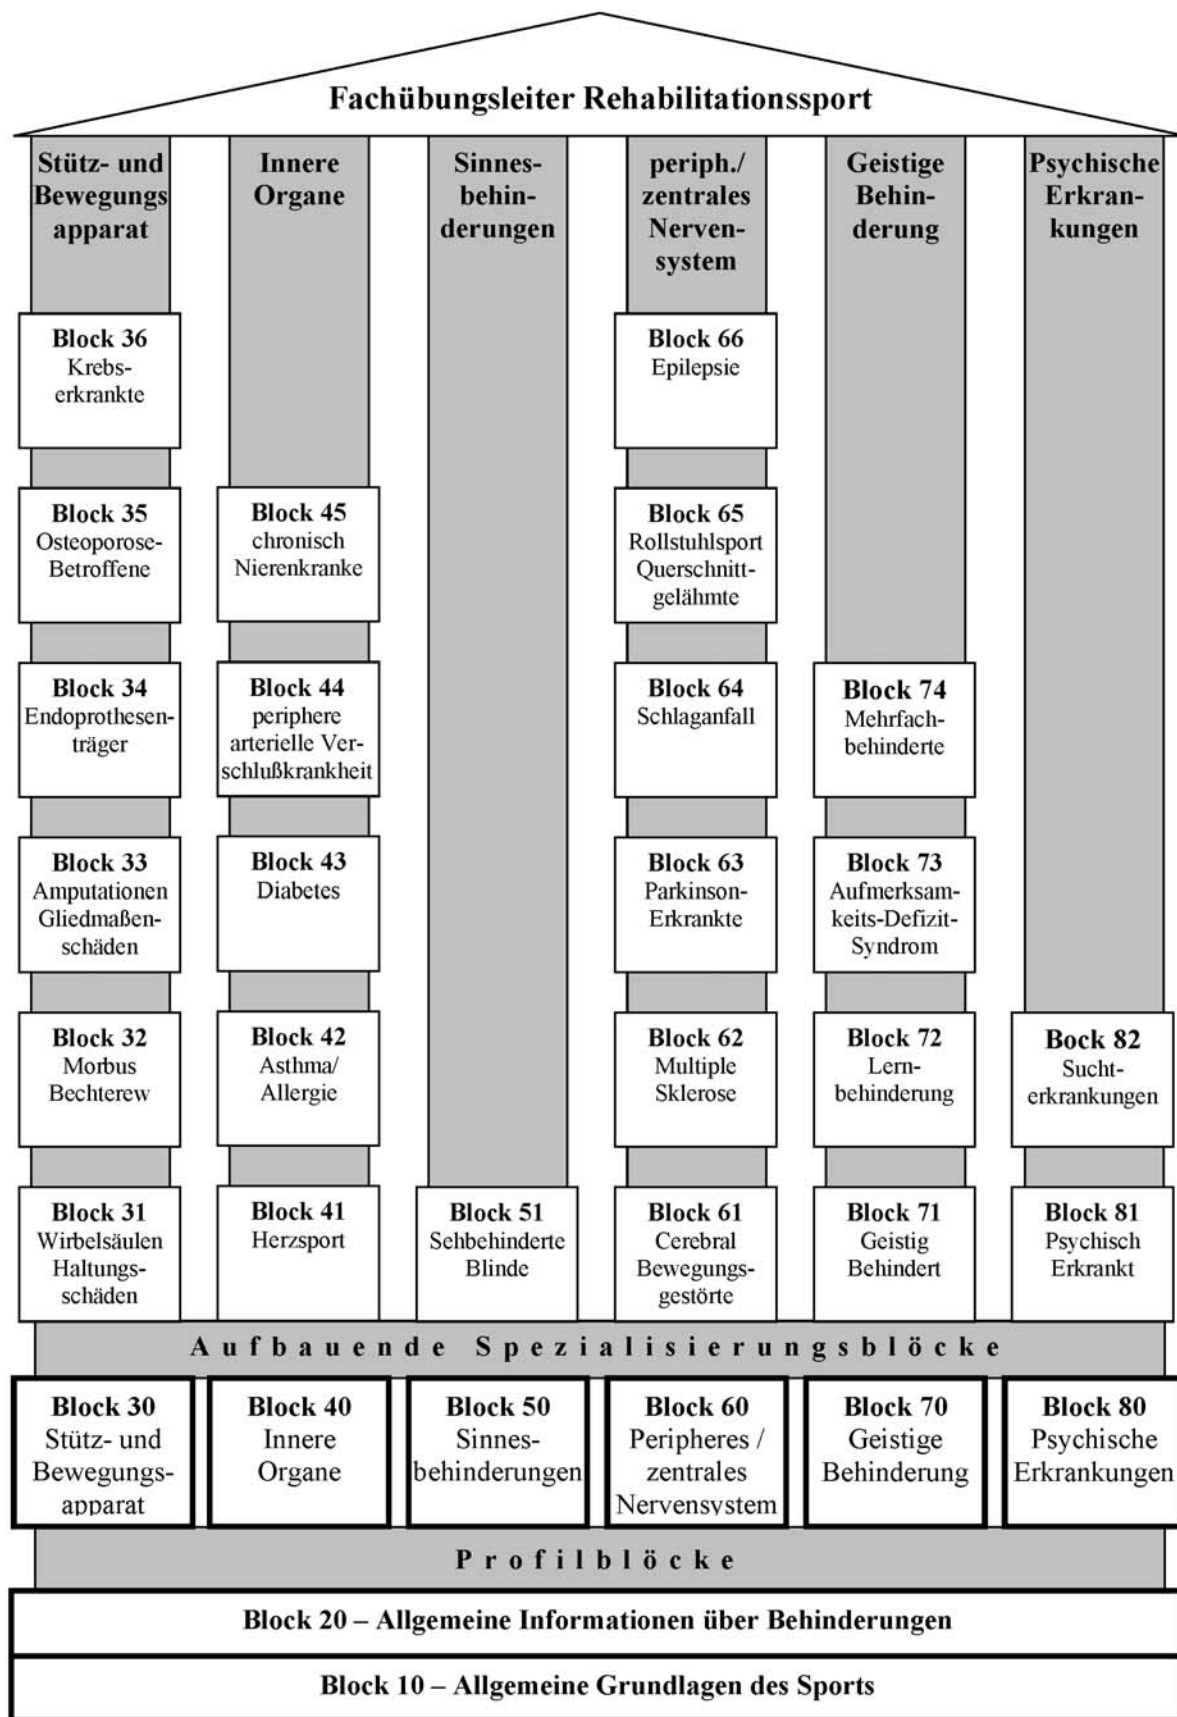 Fachübungsleiter Rehabilitationssport
Stütz- und
Bewegungs
apparat
Innere
Organe
Sinnes-
behin-
derungen
periph./
zentrales
Nerven-
system
Geistige
Behin-
derung
Psychische
Erkran-
kungen
Block 36
Krebs-
erkrankte
Block 66
Epilepsie
Block 35
Osteoporose-
Betroffene
Block 45
chronisch
Nierenkranke
Block 65
Rollstuhlsport
Querschnitt-
gelähmte
Block 34
Endoprothesen-
träger
Block 44
periphere
arterielle Ver-
schlußkrankheit
Block 64
Schlaganfall
Block 74
Mehrfach-
behinderte
Block 33
Amputationen
Gliedmaßen-
schäden
Block 43
Diabetes
Block 63
Parkinson-
Erkrankte
Block 73
Aufmerksam-
keits-Defizit-
Syndrom
Block 32
Morbus
Bechterew
Block 42
Asthma/
Allergie
Block 62
Multiple
Sklerose
Block 72
Lern-
behinderung
Bock 82
Sucht-
erkrankungen
Block 31
Wirbelsäulen
Haltungs-
schäden
Block 41
Herzsport
Block 51
Sehbehinderte
Blinde
Block 61
Cerebral
Bewegungs-
gestörte
Block 71
Geistig
Behindert
Block 81
Psychisch
Erkrankt
Aufbauende Spezialisierungsblöcke
Block 30
Stütz- und
Bewegungs-
apparat
Block 40
Innere
Organe
Block 50
Sinnes-
behinderungen
Block 60
Peripheres /
zentrales
Nervensystem
Block 70
Geistige
Behinderung
Block 80
Psychische
Erkrankungen
Profilblöcke
Block 20 – Allgemeine Informationen über Behinderungen
Block 10 – Allgemeine Grundlagen des Sports